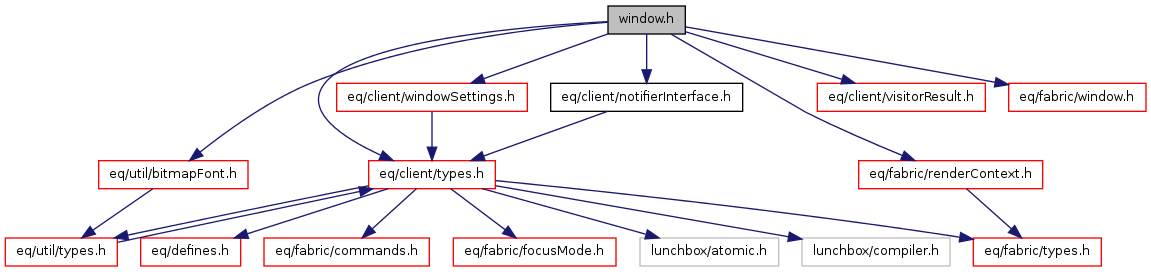 window.h
eq/client/windowSettings.h
eq/client/notifierInterface.h
eq/client/visitorResult.h
eq/fabric/window.h
eq/util/bitmapFont.h
eq/client/types.h
eq/fabric/renderContext.h
eq/util/types.h
eq/defines.h
eq/fabric/commands.h
eq/fabric/focusMode.h
lunchbox/atomic.h
lunchbox/compiler.h
eq/fabric/types.h